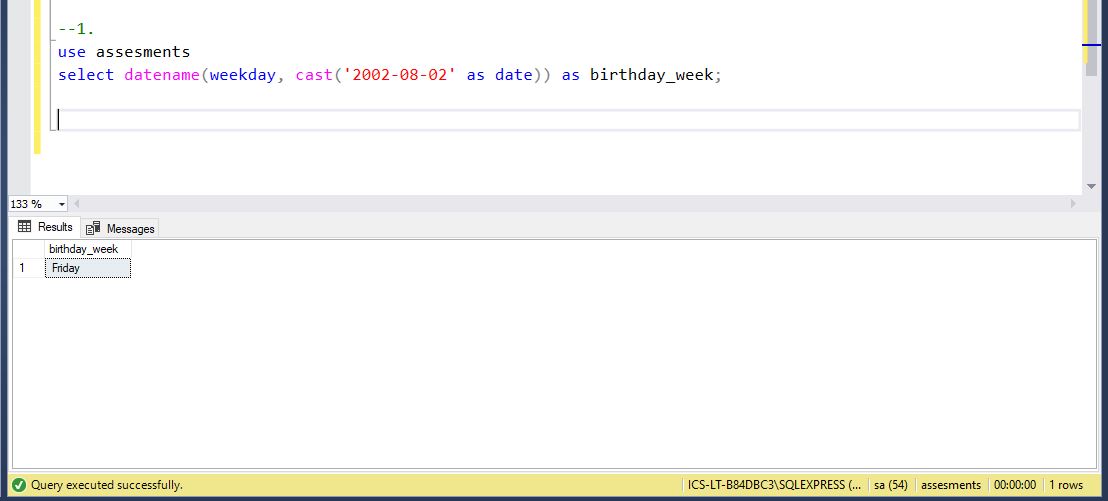 --1.
use assesments
select datename(weekday, cast('2002-08-02' as date)) as birthday_week;
133 %
Results Messages
birthday_week
1 Friday
Query executed successfully. ICS-LT-B84DBC3\SQLEXPRESS (... sa (54) assesments 00:00:00 1 rows